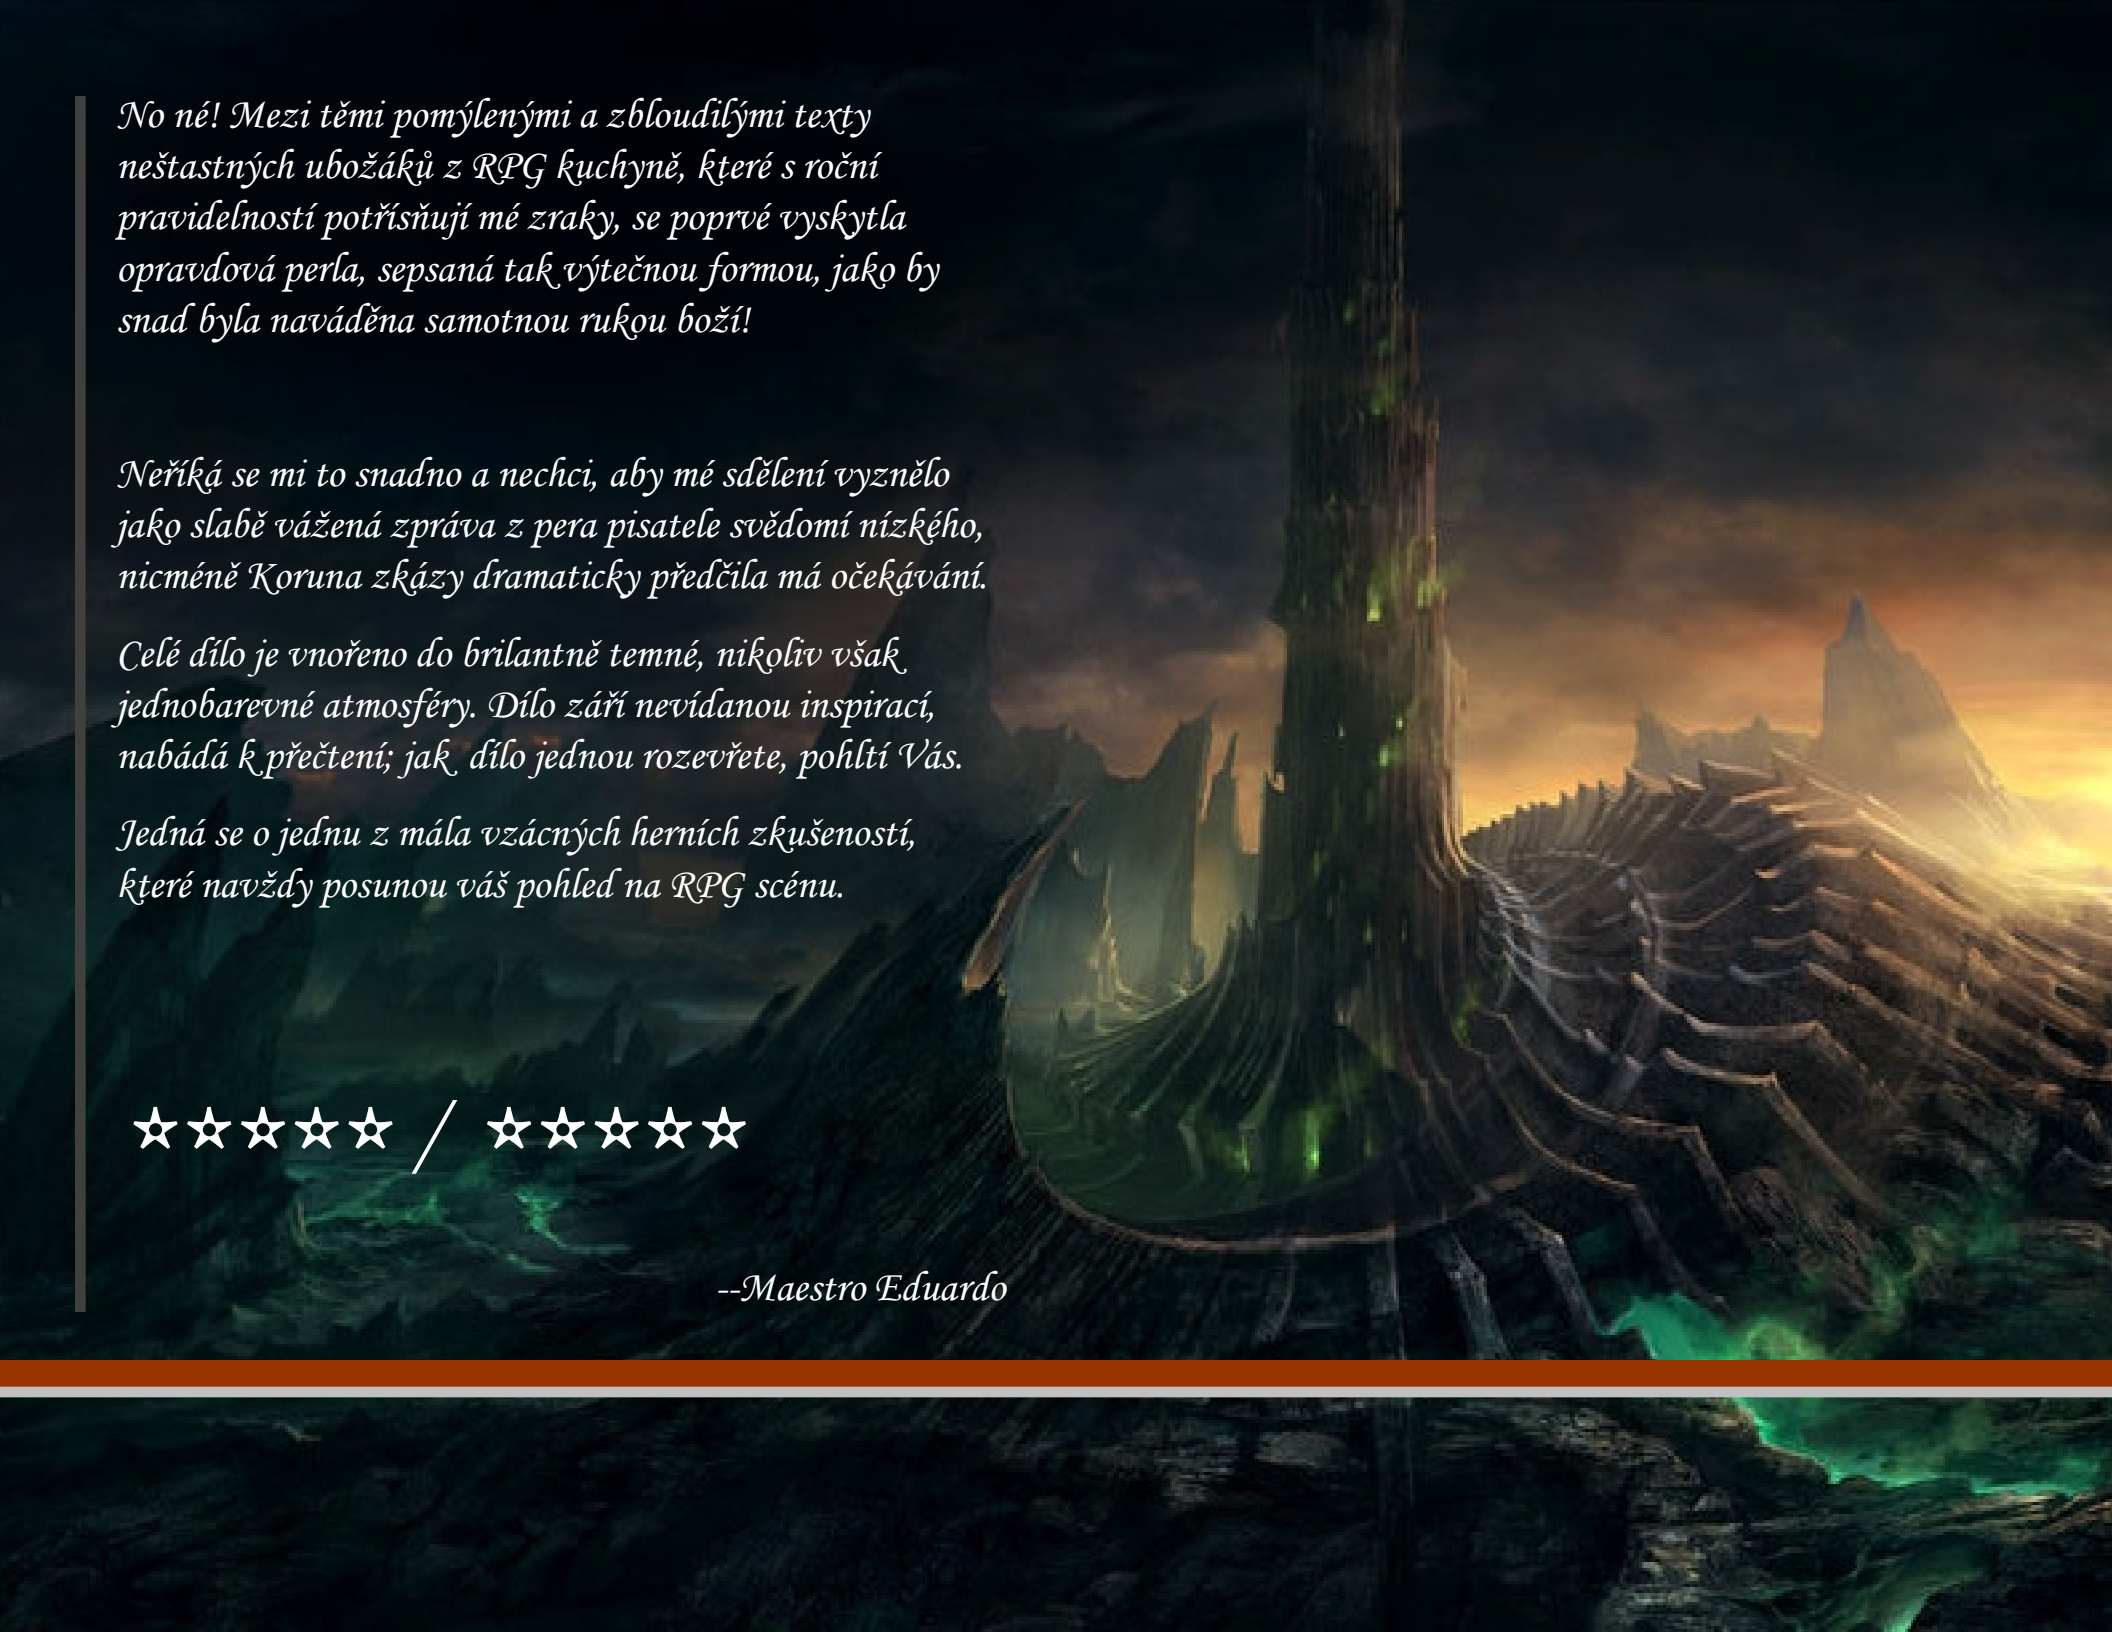 No né! Mezi těmi pomýlenými a zbloudilými texty
neštastných ubožáků z RPG kuchyně, které s roční
pravidelností potřísňují mé zraky, se poprvé vyskytla
opravdová perla, sepsaná tak výtečnou formou, jako by
snad byla naváděna samotnou rukou boží!
Neříká se mi to snadno a nechci, aby mé sdělení vyznělo
jako slabě vážená zpráva z pera pisatele svědomí nízkého,
nicméně Koruna zkázy dramaticky předčila má očekávání.
Celé dílo je vnořeno do brilantně temné, nikoliv však
jednobarevné atmosféry. Dílo září nevídanou inspirací,
nabádá k přečtení; jak dílo jednou rozevřete, pohltí Vás.
Jedná se o jednu z mála vzácných herních zkušeností,
které navždy posunou váš pohled na RPG scénu.
✯✯✯✯✯ / ✯✯✯✯✯
--Maestro Eduardo